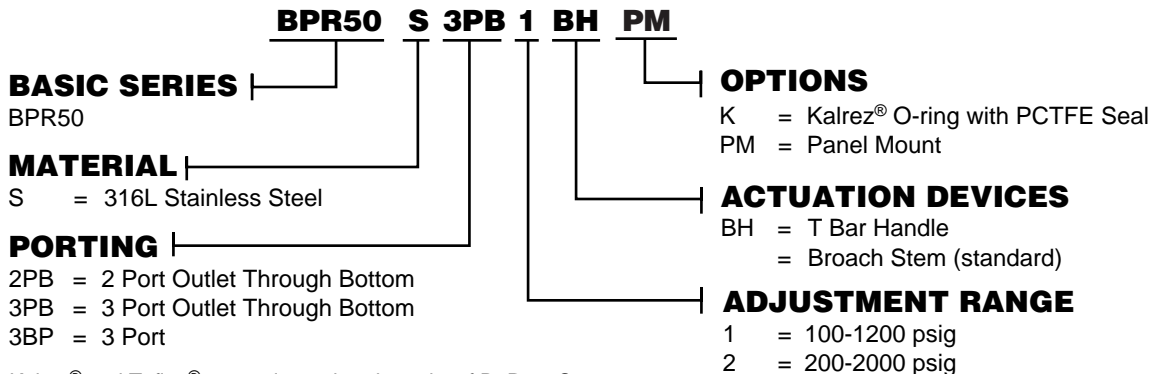 BPR50 S 3PB 1 BH PM
BASIC SERIES
BPR50
MATERIAL
S = 316L Stainless Steel
PORTING
2PB = 2 Port Outlet Through Bottom
3PB = 3 Port Outlet Through Bottom
3BP = 3 Port
OPTIONS
K = Kalrez® O-ring with PCTFE Seal
PM = Panel Mount
ACTUATION DEVICES
BH = T Bar Handle
= Broach Stem (standard)
ADJUSTMENT RANGE
1 = 100-1200 psig
2 = 200-2000 psig